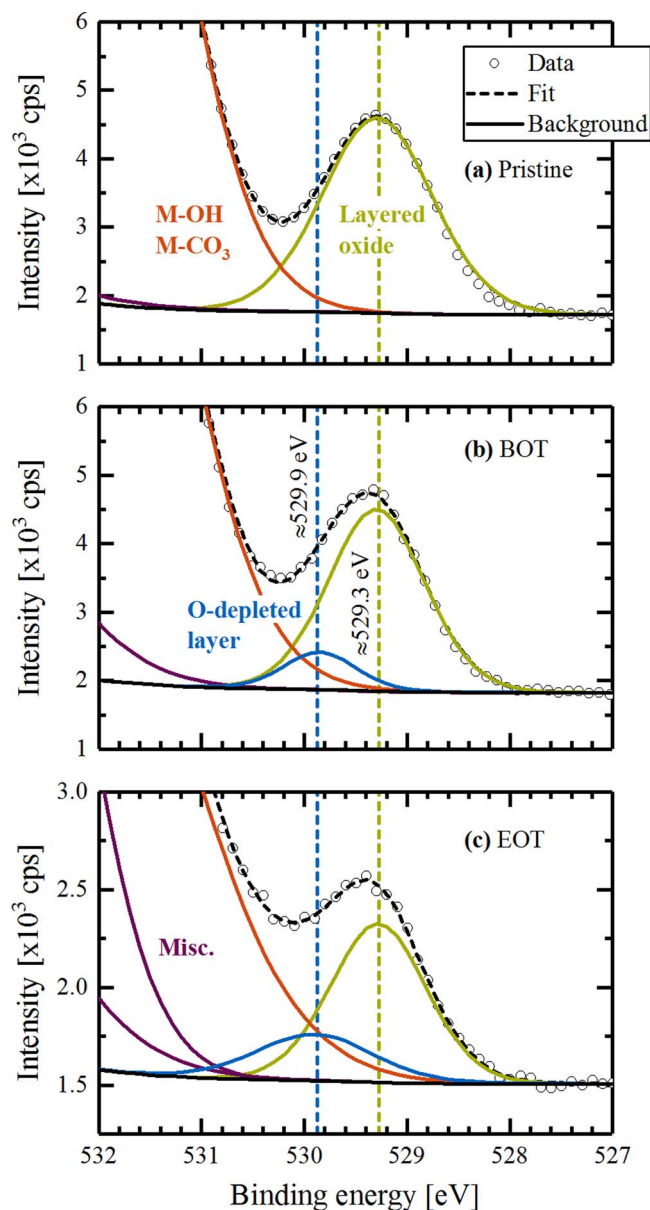 6
5
4
3
2
1
Intensity [x10³ cps]
Data
Fit
Background
(a) Pristine
M-OH
M-CO₃
Layered
oxide
6
5
4
3
2
1
Intensity [x10³ cps]
(b) BOT
≈529.9 eV
≈529.3 eV
O-depleted
layer
3.0
2.5
2.0
1.5
Intensity [x10³ cps]
(c) EOT
Misc.
532
531
530
529
528
527
Binding energy [eV]